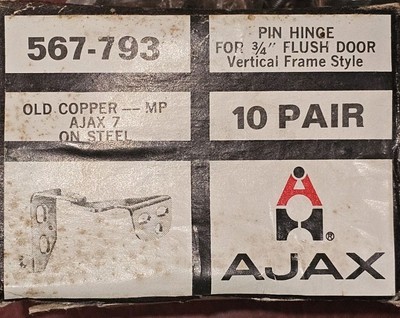 567-793
PIN HINGE
FOR 3/4" FLUSH DOOR
Vertical Frame Style
OLD COPPER — MP
AJAX 7
ON STEEL
10 PAIR
®
AJAX